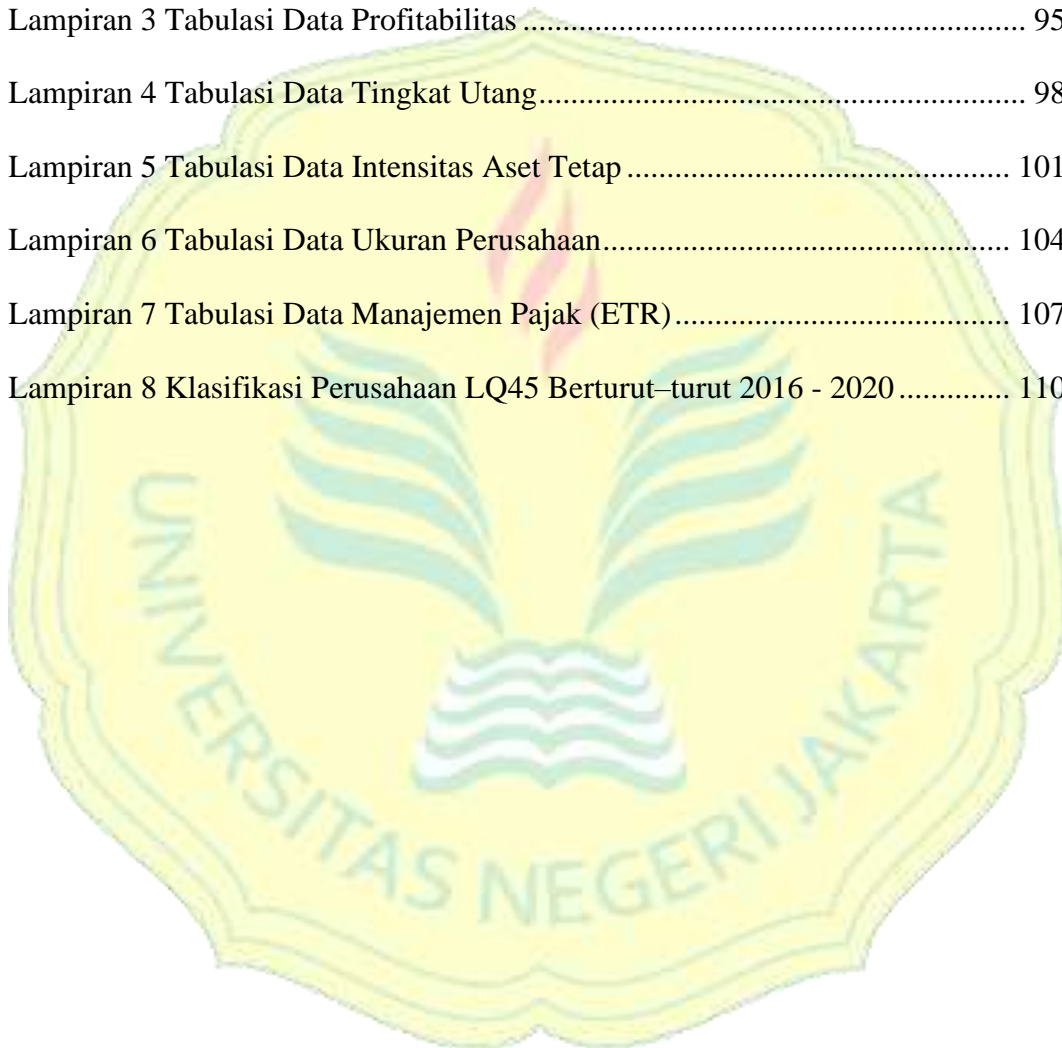 Lampiran 3 Tabulasi Data Profitabilitas ........................................................ 95
Lampiran 4 Tabulasi Data Tingkat Utang...................................................... 98
Lampiran 5 Tabulasi Data Intensitas Aset Tetap .......................................... 101
Lampiran 6 Tabulasi Data Ukuran Perusahaan............................................. 104
Lampiran 7 Tabulasi Data Manajemen Pajak (ETR)..................................... 107
Lampiran 8 Klasifikasi Perusahaan LQ45 Berturut–turut 2016 - 2020 .............. 110
UNIVERSITAS NEGERI JAKARTA